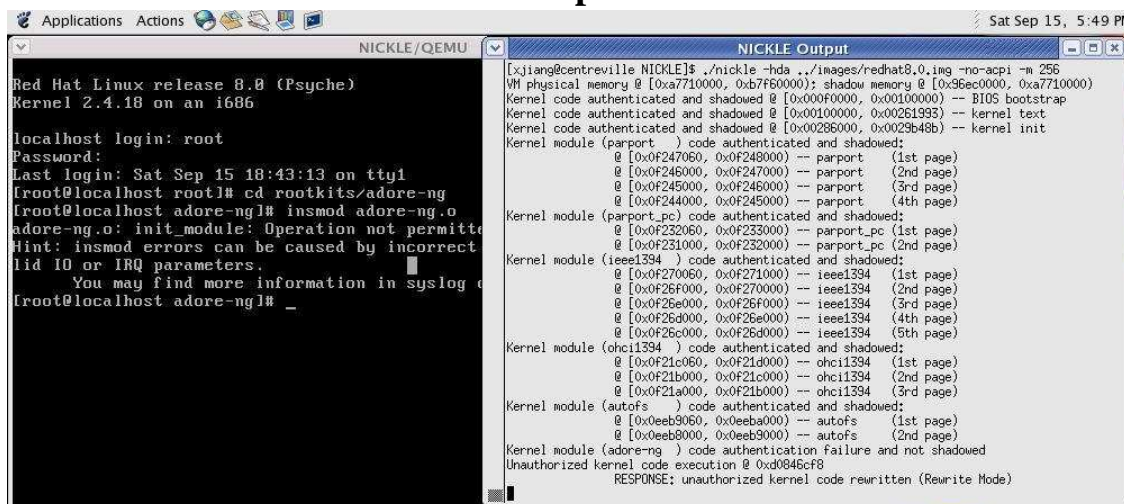 Applications Actions
Sat Sep 15, 5:49
NICKLE/QEMU
Red Hat Linux release 8.0 (Psyche)
Kernel 2.4.18 on an i686
localhost login: root
Password:
Last login: Sat Sep 15 18:43:13 on tty1
[root@localhost root]# cd rootkits/adore-ng
[root@localhost adore-ng]# insmod adore-ng.o
adore-ng.o: init_module: Operation not permitte
Hint: insmod errors can be caused by incorrect
lid IO or IRQ parameters.
You may find more information in syslog
[root@localhost adore-ng]# _
NICKLE Output
[xjiang@centreville NICKLE]$ ./nickle -hda ../images/redhat8.0.img -no-acpi -m 256
VM physical memory @ [0xa7710000, 0xb7f60000); shadow memory @ [0x96ec0000, 0xa7710000)
Kernel code authenticated and shadowed @ [0x000f0000, 0x00100000) -- BIOS bootstrap
Kernel code authenticated and shadowed @ [0x00100000, 0x00261993) -- kernel text
Kernel code authenticated and shadowed @ [0x00286000, 0x0029b48b) -- kernel init
Kernel module (parport ) code authenticated and shadowed:
@ [0x0f247060, 0x0f248000) -- parport (1st page)
@ [0x0f246000, 0x0f247000) -- parport (2nd page)
@ [0x0f245000, 0x0f246000) -- parport (3rd page)
@ [0x0f244000, 0x0f245000) -- parport (4th page)
Kernel module (parport_pc) code authenticated and shadowed:
@ [0x0f232060, 0x0f233000) -- parport_pc (1st page)
@ [0x0f231000, 0x0f232000) -- parport_pc (2nd page)
Kernel module (ieee1394 ) code authenticated and shadowed:
@ [0x0f270060, 0x0f271000) -- ieee1394 (1st page)
@ [0x0f26f000, 0x0f270000) -- ieee1394 (2nd page)
@ [0x0f26e000, 0x0f26f000) -- ieee1394 (3rd page)
@ [0x0f26d000, 0x0f26e000) -- ieee1394 (4th page)
@ [0x0f26c000, 0x0f26d000) -- ieee1394 (5th page)
Kernel module (ohci1394 ) code authenticated and shadowed:
@ [0x0f21c060, 0x0f21d000) -- ohci1394 (1st page)
@ [0x0f21b000, 0x0f21c000) -- ohci1394 (2nd page)
@ [0x0f21a000, 0x0f21b000) -- ohci1394 (3rd page)
Kernel module (autofs ) code authenticated and shadowed:
@ [0x0eeb9060, 0x0eeba000) -- autofs (1st page)
@ [0x0eeb8000, 0x0eeb9000) -- autofs (2nd page)
Kernel module (adore-ng ) code authentication failure and not shadowed
Unauthorized kernel code execution @ 0xd0846cf8
RESPONSE: unauthorized kernel code rewritten (Rewrite Mode)